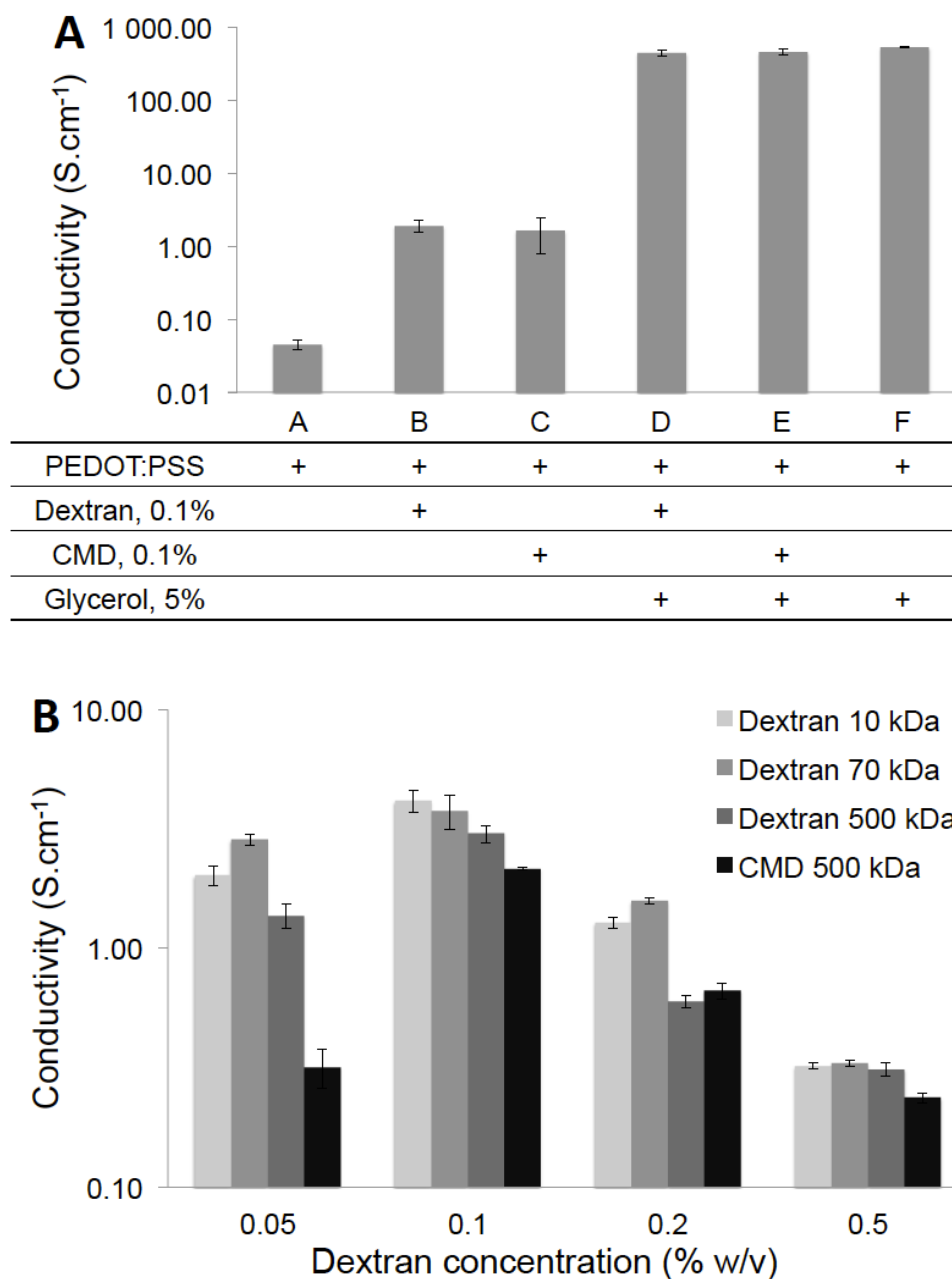 A
1 000.00
100.00
10.00
1.00
0.10
0.01
Conductivity (S.cm⁻¹)
A B C D E F
PEDOT:PSS + + + + + +
Dextran, 0.1% + +
CMD, 0.1% + +
Glycerol, 5% + + +
B
10.00
1.00
0.10
Conductivity (S.cm⁻¹)
Dextran 10 kDa
Dextran 70 kDa
Dextran 500 kDa
CMD 500 kDa
0.05 0.1 0.2 0.5
Dextran concentration (% w/v)